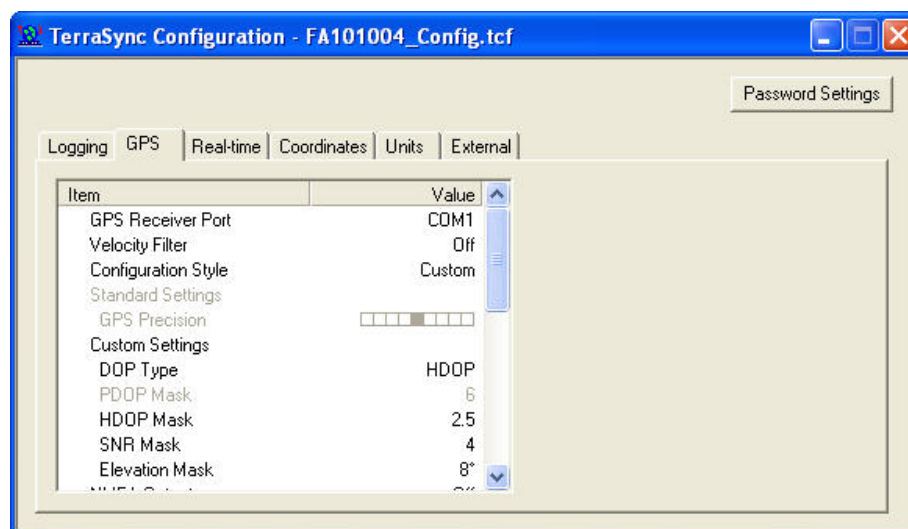 TerraSync Configuration - FA101004_Config.tcf
Password Settings
Logging GPS Real-time Coordinates Units External
Item Value
GPS Receiver Port COM1
Velocity Filter Off
Configuration Style Custom
Standard Settings
GPS Precision
Custom Settings
DOP Type HDOP
PDOP Mask 6
HDOP Mask 2.5
SNR Mask 4
Elevation Mask 8°